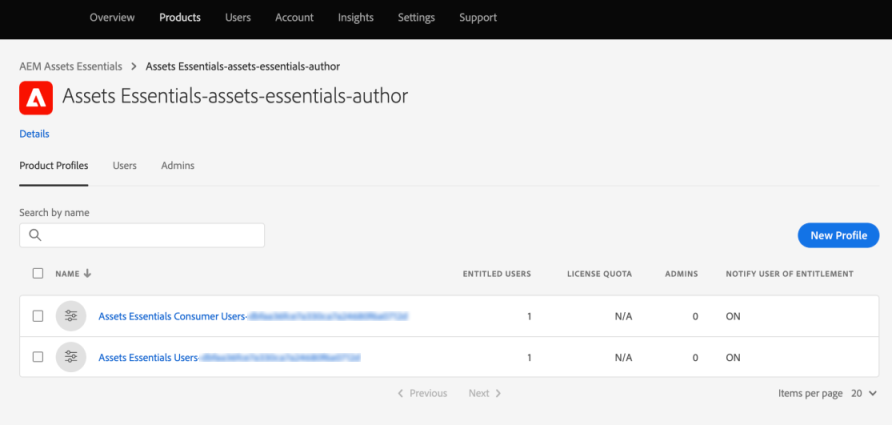 Overview Products Users Account Insights Settings Support
AEM Assets Essentials > Assets Essentials-assets-essentials-author
Assets Essentials-assets-essentials-author
Details
Product Profiles Users Admins
Search by name
New Profile
NAME ↓ ENTITLED USERS LICENSE QUOTA ADMINS NOTIFY USER OF ENTITLEMENT
Assets Essentials Consumer Users- 1 N/A 0 ON
Assets Essentials Users- 1 N/A 0 ON
< Previous Next > Items per page 20